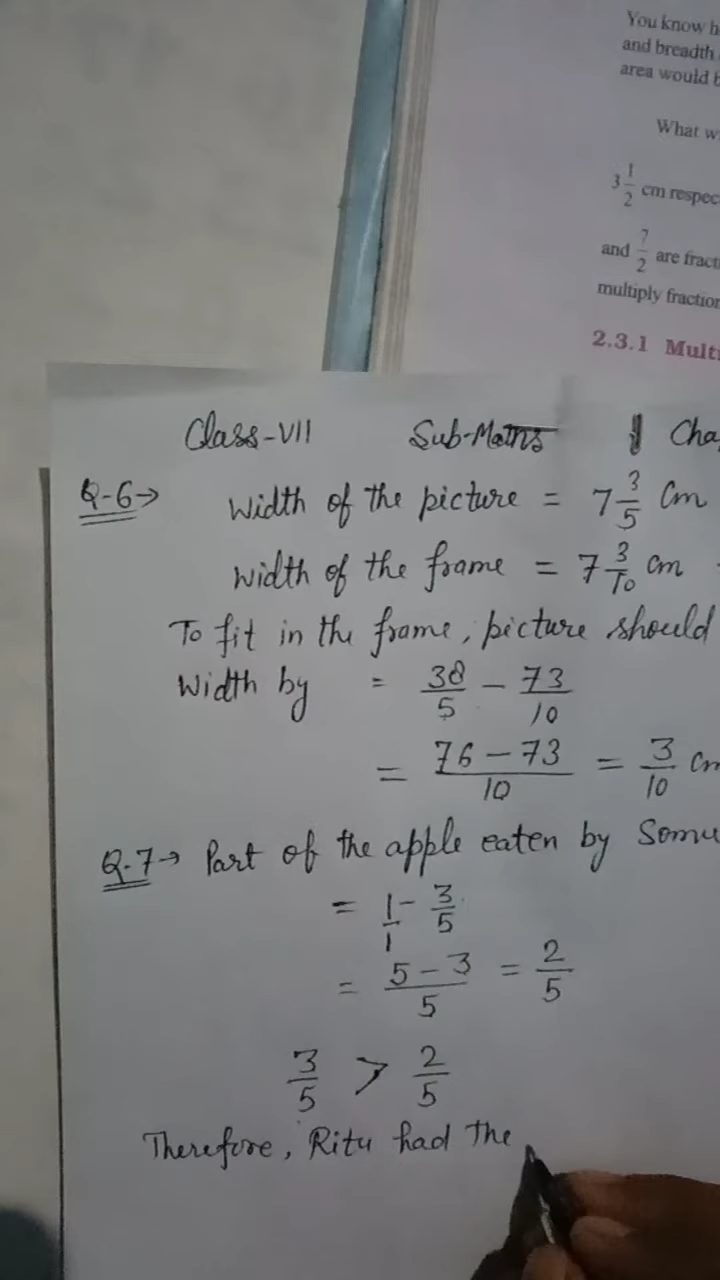 You know h
and breadth
area would b
What w
3 1/2 cm respec
and 7/2 are fract
multiply fraction
2.3.1 Mult
Class-VII Sub-Maths Cha
Q-6→ Width of the picture = 7 3/5 cm
Width of the frame = 7 3/10 cm
To fit in the frame, picture should
Width by = 38/5 - 73/10
= 76-73/10 = 3/10 cm
Q.7→ Part of the apple eaten by Somu
= 1/1 - 3/5
= 5-3/5 = 2/5
3/5 > 2/5
Therefore, Ritu had the